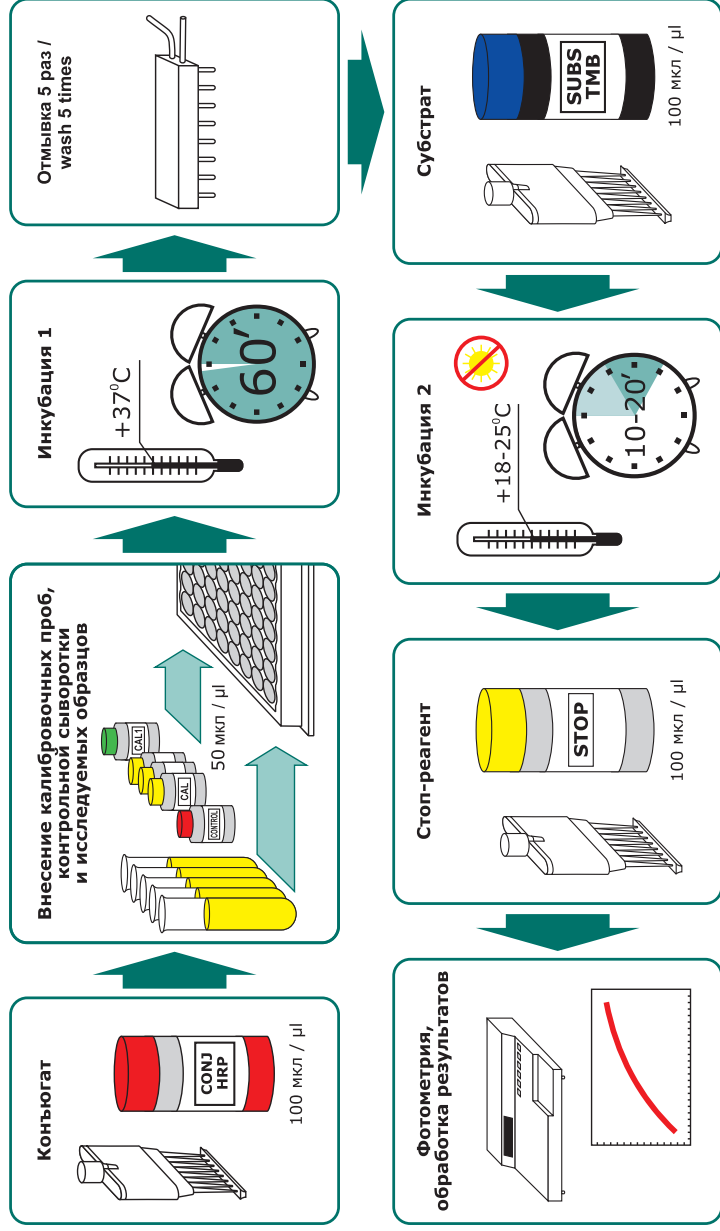 Конъюгат
CONJ
HRP
100 мкл / µl
Внесение калибровочных проб,
контрольной сыворотки
и исследуемых образцов
CAL1
CAL
CONTROL
50 мкл / µl
Инкубация 1
+37⁰C
60′
Отмывка 5 раз /
wash 5 times
Субстрат
SUBS
TMB
100 мкл / µl
Инкубация 2
+18-25⁰C
10-20′
Стоп-реагент
STOP
100 мкл / µl
Фотометрия,
обработка результатов